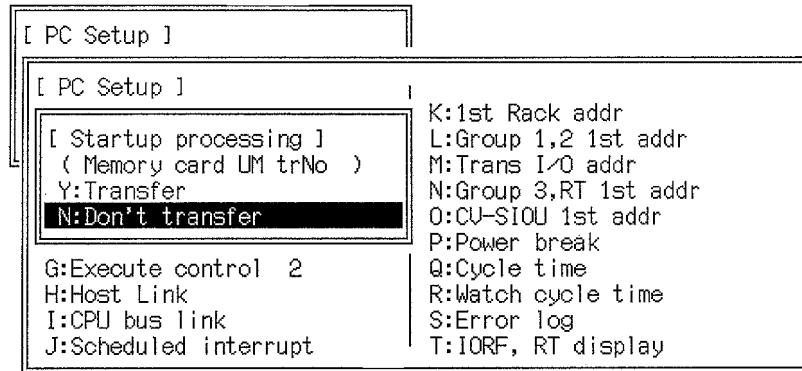 [ PC Setup ]
[ PC Setup ]
[ Startup processing ]
( Memory card UM trNo )
Y:Transfer
N:Don't transfer
G:Execute control 2
H:Host Link
I:CPU bus link
J:Scheduled interrupt
K:1st Rack addr
L:Group 1,2 1st addr
M:Trans I/O addr
N:Group 3,RT 1st addr
O:CV-SIOU 1st addr
P:Power break
Q:Cycle time
R:Watch cycle time
S:Error log
T:IORF, RT display